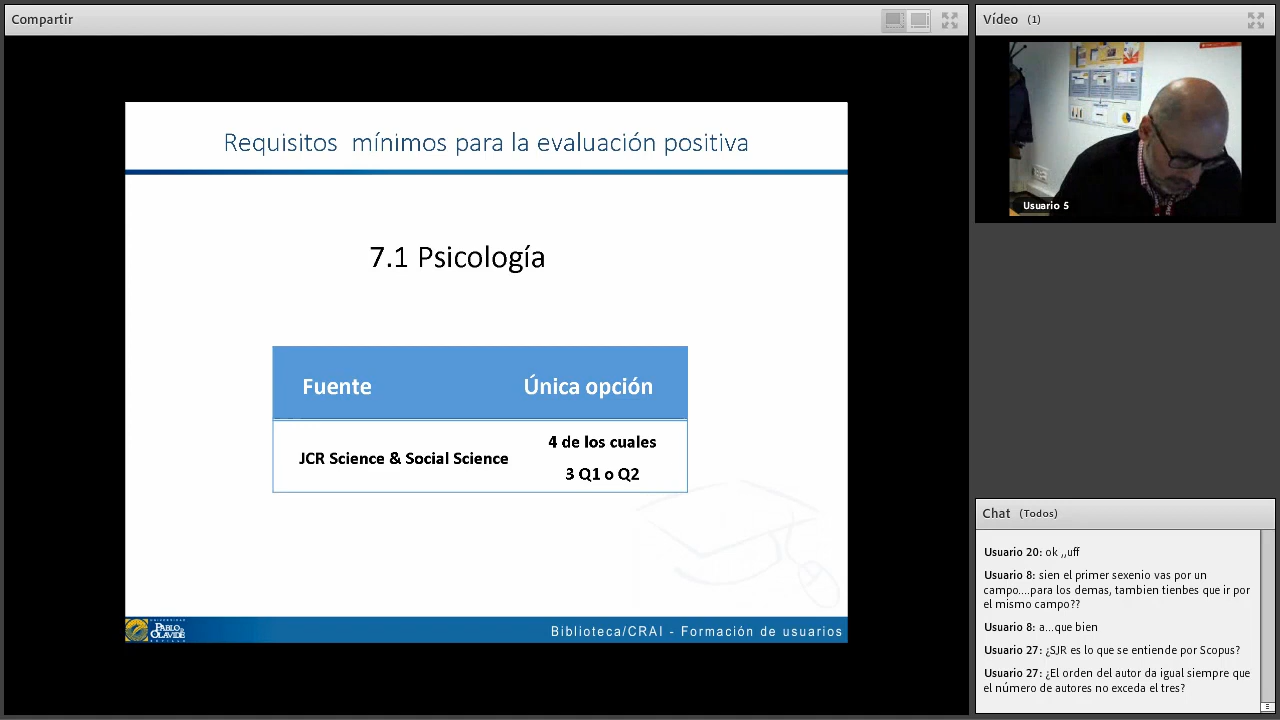 Compartir
Requisitos mínimos para la evaluación positiva
7.1 Psicología
Fuente
Única opción
JCR Science & Social Science
4 de los cuales
3 Q1 o Q2
PABLO
OLAVIDE
Biblioteca/CRAI - Formación de usuarios
Vídeo (1)
Usuario 5
Chat (Todos)
Usuario 20: ok ,,uff
Usuario 8: sien el primer sexenio vas por un
campo....para los demas, tambien tienbes que ir por
el mismo campo??
Usuario 8: a...que bien
Usuario 27: ¿SJR es lo que se entiende por Scopus?
Usuario 27: ¿El orden del autor da igual siempre que
el número de autores no exceda el tres?